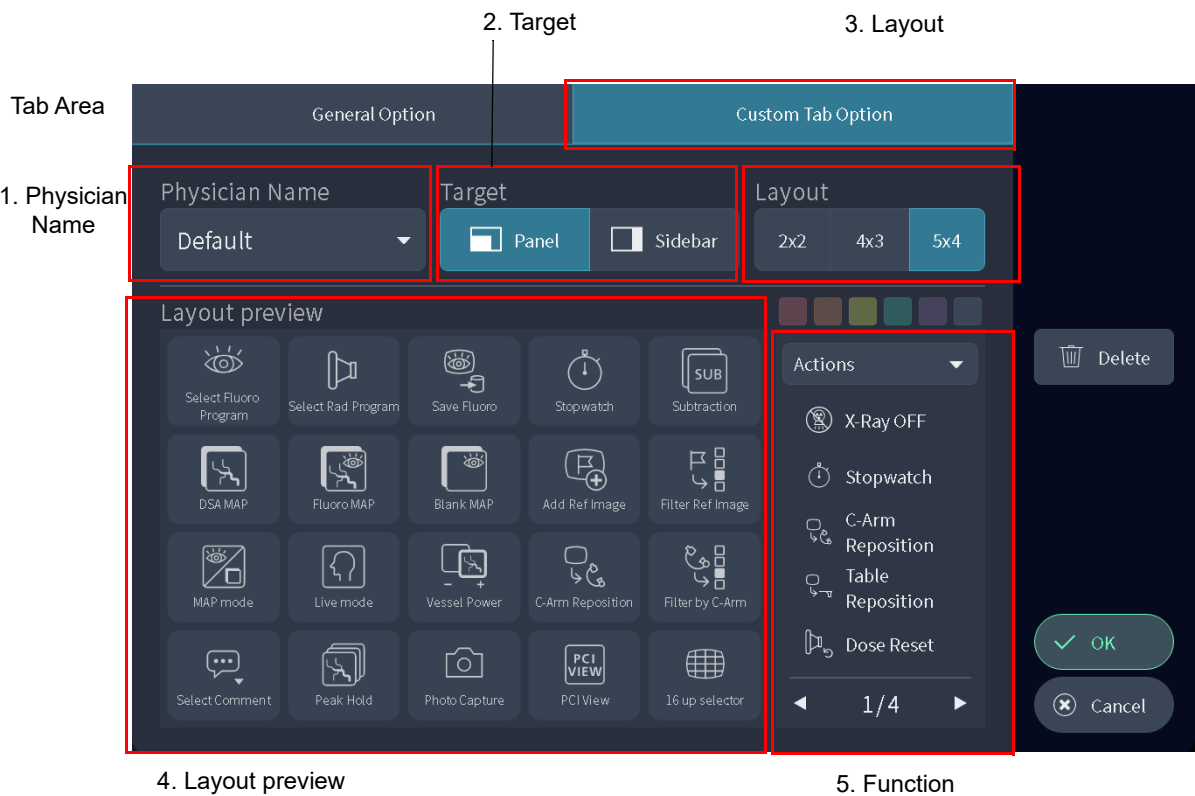 2. Target
3. Layout
Tab Area
General Option
Custom Tab Option
1. Physician
Name
Physician Name
Target
Layout
Default
Panel
Sidebar
2x2
4x3
5x4
Layout preview
Select Fluoro
Program
Select Rad Program
Save Fluoro
Stopwatch
SUB
Subtraction
DSA MAP
Fluoro MAP
Blank MAP
Add Ref Image
Filter Ref Image
MAP mode
Live mode
Vessel Power
C-Arm Reposition
Filter by C-Arm
Select Comment
Peak Hold
Photo Capture
PCI
VIEW
PCI View
16 up selector
Actions
X-Ray OFF
Stopwatch
C-Arm
Reposition
Table
Reposition
Dose Reset
1/4
Delete
OK
Cancel
4. Layout preview
5. Function